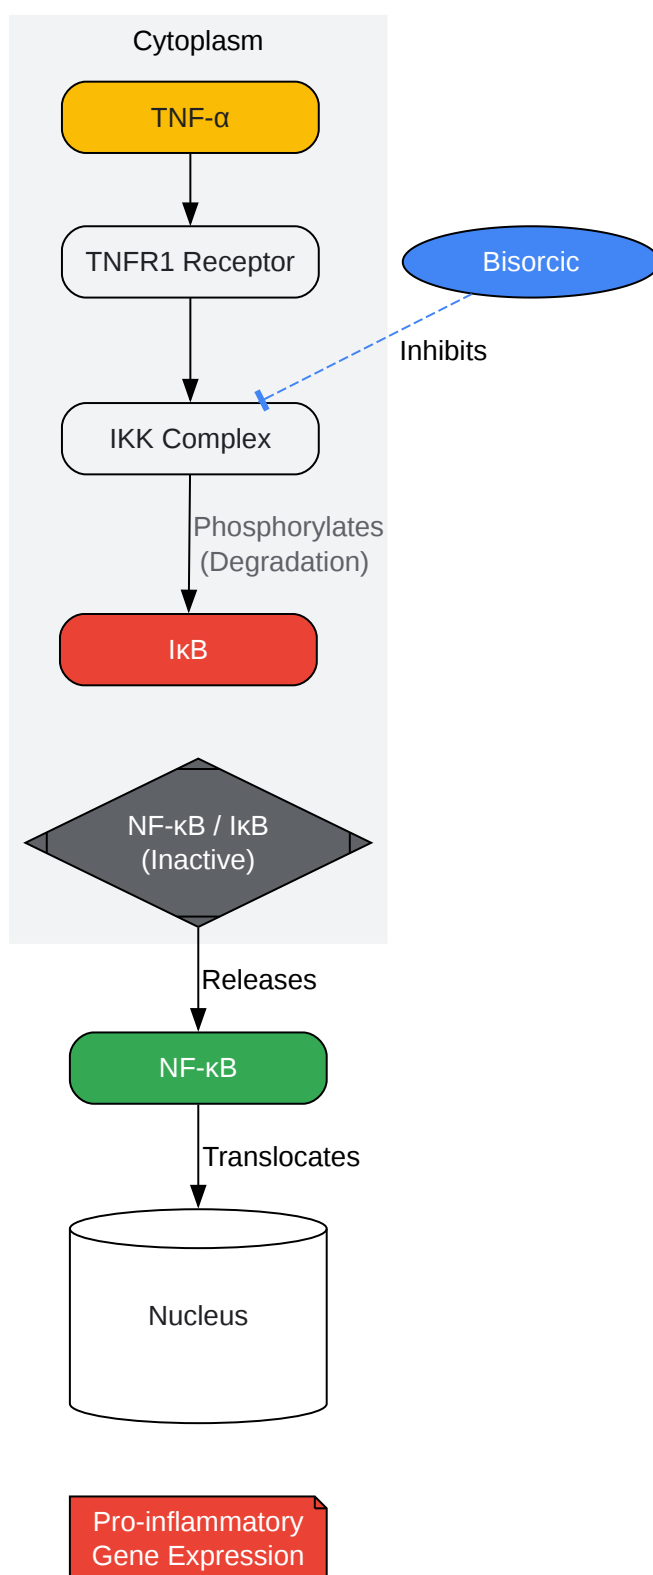 Cytoplasm
TNF-α
TNFR1 Receptor
Bisorcic
Inhibits
IKK Complex
Phosphorylates
(Degradation)
IκB
NF-κB / IκB
(Inactive)
Releases
NF-κB
Translocates
Nucleus
Pro-inflammatory
Gene Expression